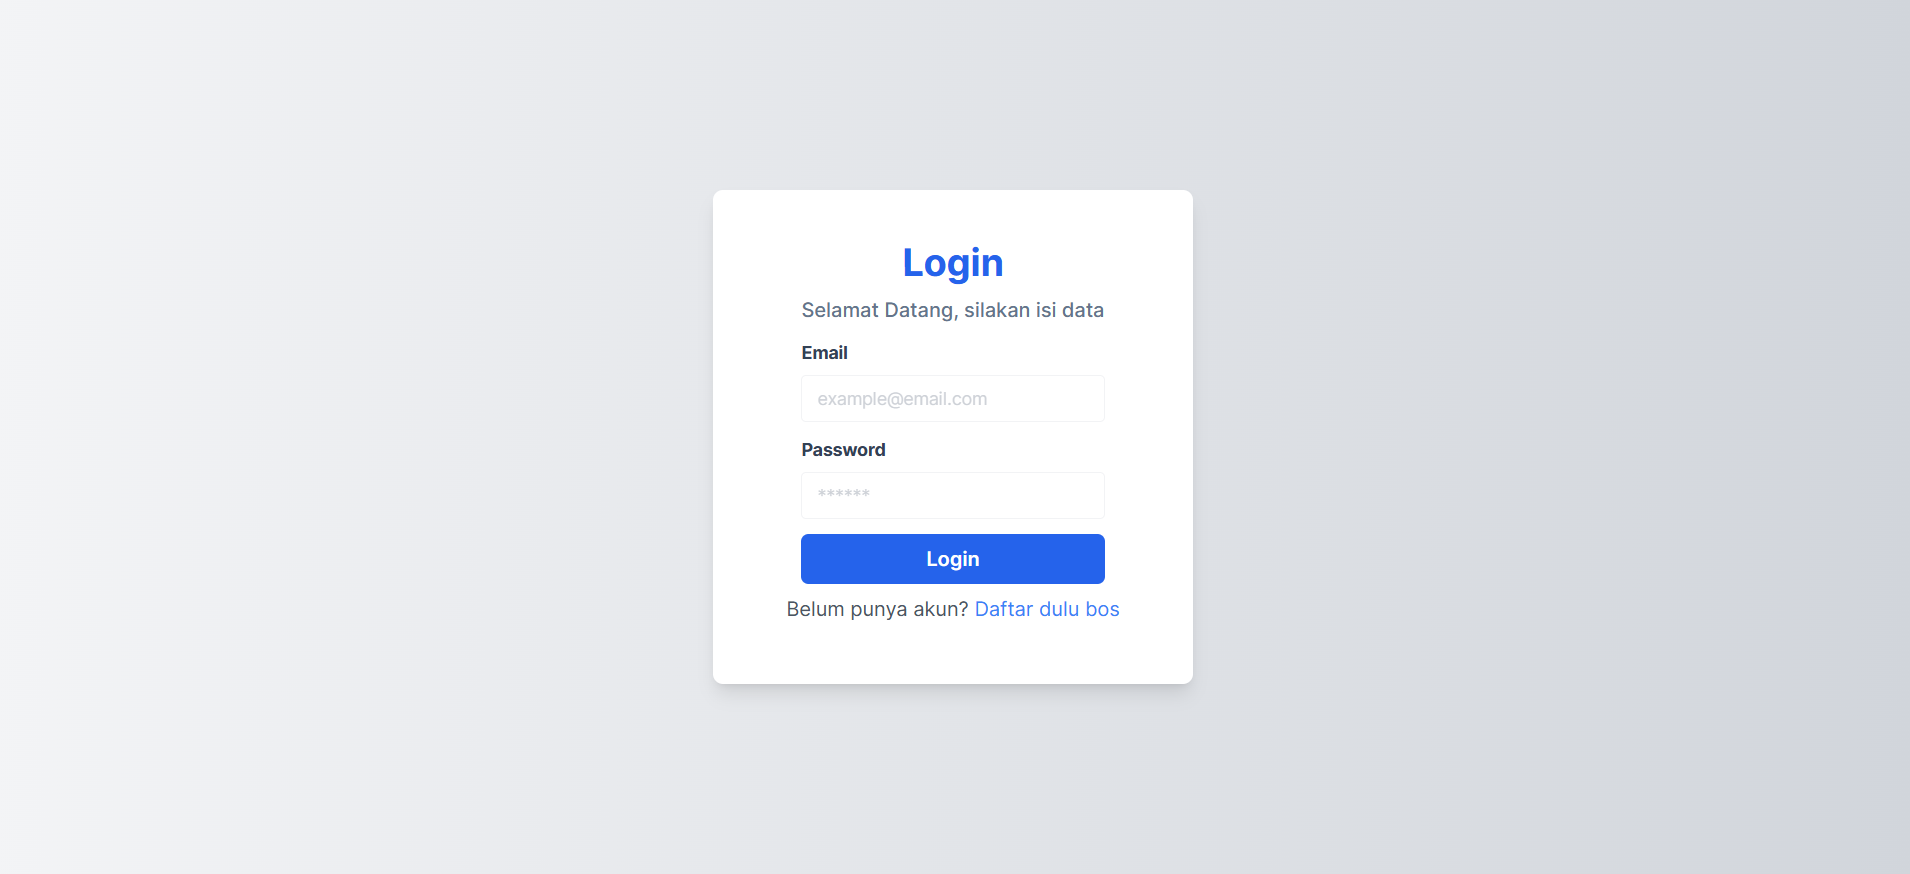 Login
Selamat Datang, silakan isi data
Email
example@email.com
Password
******
Login
Belum punya akun? Daftar dulu bos